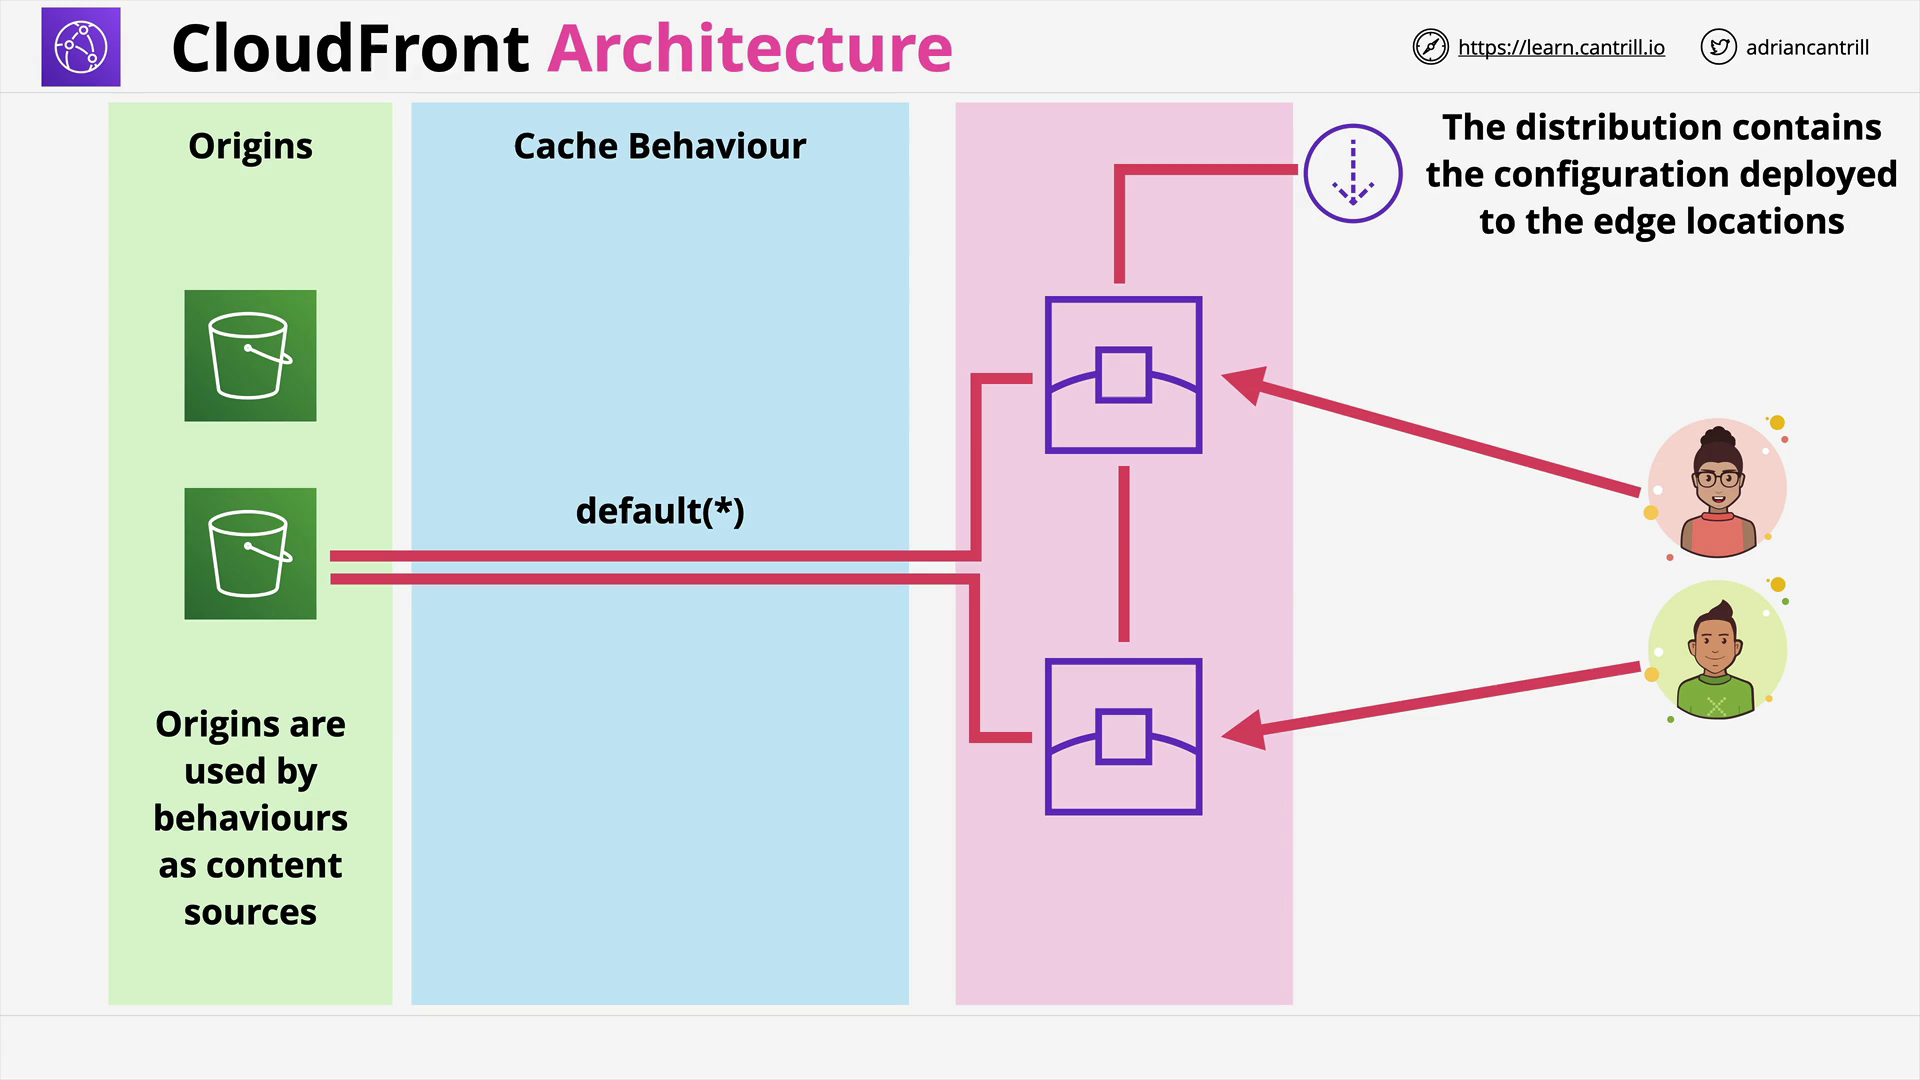 CloudFront Architecture
https://learn.cantrill.io
adriancantrill
Origins
Cache Behaviour
The distribution contains
the configuration deployed
to the edge locations
default(*)
Origins are
used by
behaviours
as content
sources